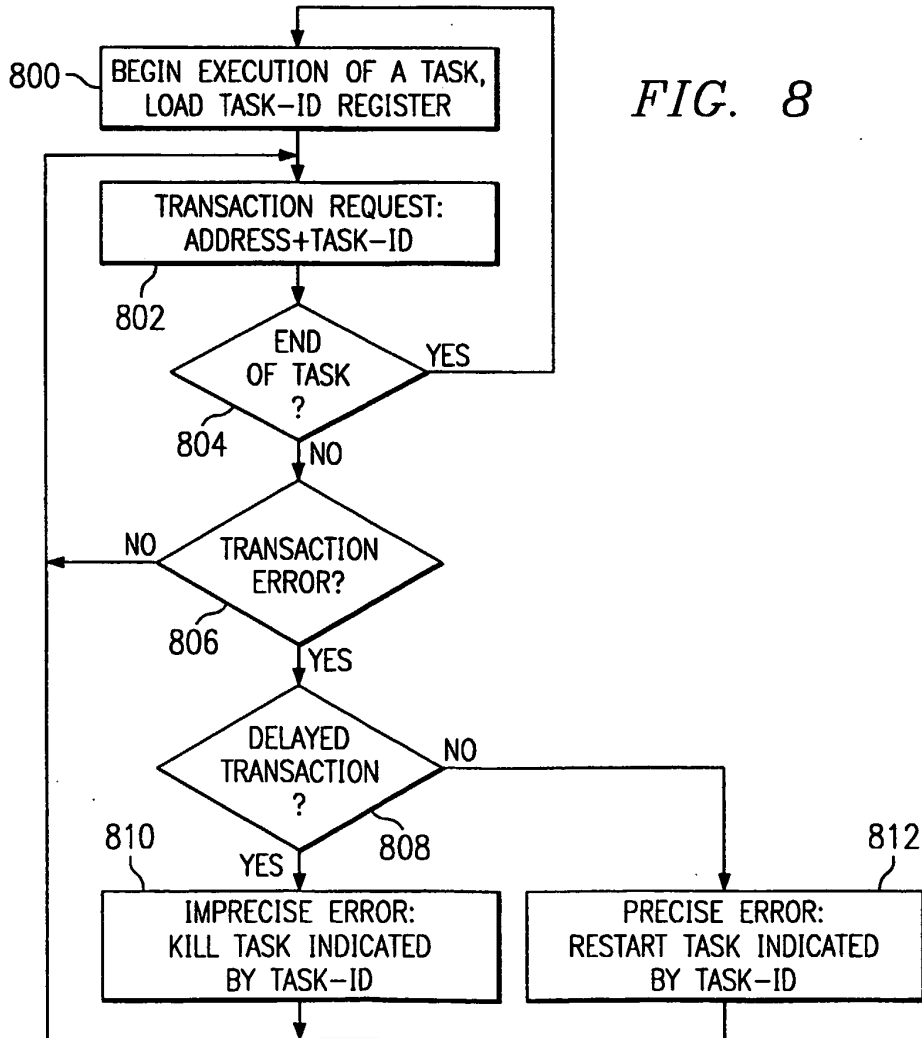 800
BEGIN EXECUTION OF A TASK,
LOAD TASK-ID REGISTER
FIG. 8
TRANSACTION REQUEST:
ADDRESS+TASK-ID
802
END
OF TASK
?
YES
804
NO
NO
TRANSACTION
ERROR?
806
YES
DELAYED
TRANSACTION
?
NO
808
810
YES
812
IMPRECISE ERROR:
KILL TASK INDICATED
BY TASK-ID
PRECISE ERROR:
RESTART TASK INDICATED
BY TASK-ID